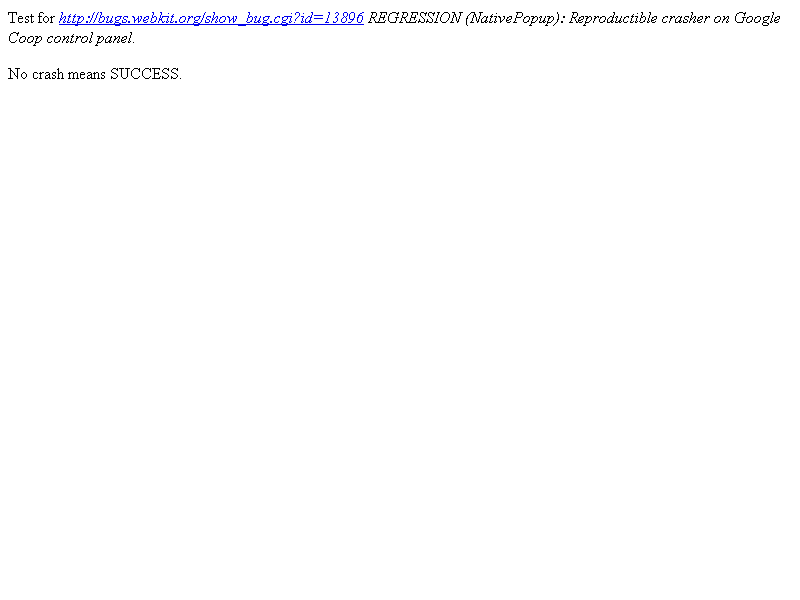 Test for http://bugs.webkit.org/show_bug.cgi?id=13896 REGRESSION (NativePopup): Reproductible crasher on Google
Coop control panel.
No crash means SUCCESS.